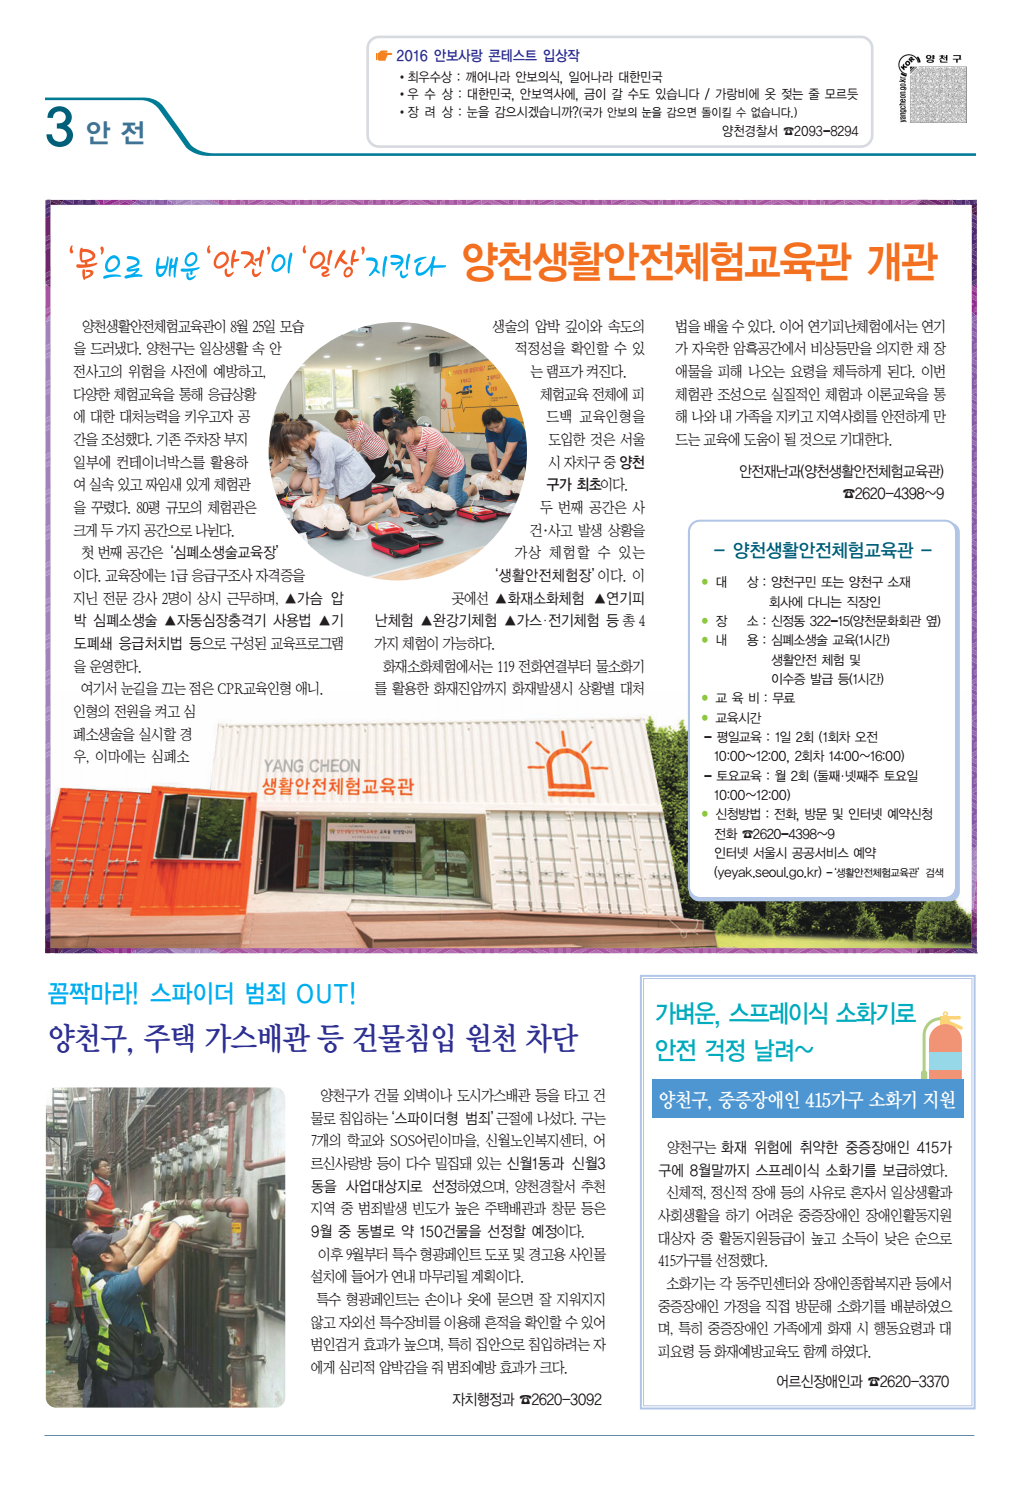 2016 안보사랑 콘테스트 입상작
• 최우수상 : 깨어나라 안보의식, 일어나라 대한민국
• 우 수 상 : 대한민국, 안보역사에, 금이 갈 수도 있습니다 / 가랑비에 옷 젖는 줄 모르듯
• 장 려 상 : 눈을 감으시겠습니까?(국가 안보의 눈을 감으면 돌이킬 수 없습니다.)
양천경찰서 ☎2093-8294
양 천 구
3 안 전
‘몸’으로 배운 ‘안전’이 ‘일상’지킨다 양천생활안전체험교육관 개관
양천생활안전체험교육관이 8월 25일 모습
을 드러냈다. 양천구는 일상생활 속 안
전사고의 위험을 사전에 예방하고,
다양한 체험교육을 통해 응급상황
에 대한 대처능력을 키우고자 공
간을 조성했다. 기존 주차장 부지
일부에 컨테이너박스를 활용하
여 실속 있고 짜임새 있게 체험관
을 꾸렸다. 80평 규모의 체험관은
크게 두 가지 공간으로 나뉜다.
첫 번째 공간은 ‘심폐소생술교육장’
이다. 교육장에는 1급 응급구조사 자격증을
지닌 전문 강사 2명이 상시 근무하며, ▲가슴 압
박 심폐소생술 ▲자동심장충격기 사용법 ▲기
도폐쇄 응급처치법 등으로 구성된 교육프로그램
을 운영한다.
여기서 눈길을 끄는 점은 CPR교육인형 애니.
인형의 전원을 켜고 심
폐소생술을 실시할 경
우, 이마에는 심폐소
생술의 압박 깊이와 속도의
적정성을 확인할 수 있
는 램프가 켜진다.
체험교육 전체에 피
드백 교육인형을
도입한 것은 서울
시 자치구 중 양천
구가 최초이다.
두 번째 공간은 사
건·사고 발생 상황을
가상 체험할 수 있는
‘생활안전체험장’이다. 이
곳에선 ▲화재소화체험 ▲연기피
난체험 ▲완강기체험 ▲가스·전기체험 등 총 4
가지 체험이 가능하다.
화재소화체험에서는 119 전화연결부터 물소화기
를 활용한 화재진압까지 화재발생시 상황별 대처
법을 배울 수 있다. 이어 연기피난체험에서는 연기
가 자욱한 암흑공간에서 비상등만을 의지한 채 장
애물을 피해 나오는 요령을 체득하게 된다. 이번
체험관 조성으로 실질적인 체험과 이론교육을 통
해 나와 내 가족을 지키고 지역사회를 안전하게 만
드는 교육에 도움이 될 것으로 기대한다.
안전재난과(양천생활안전체험교육관)
☎2620-4398~9
YANG CHEON
생활안전체험교육관
- 양천생활안전체험교육관 -
● 대 상 : 양천구민 또는 양천구 소재
회사에 다니는 직장인
● 장 소 : 신정동 322-15(양천문화회관 옆)
● 내 용 : 심폐소생술 교육(1시간)
생활안전 체험 및
이수증 발급 등(1시간)
● 교 육 비 : 무료
● 교육시간
- 평일교육 : 1일 2회 (1회차 오전
10:00~12:00, 2회차 14:00~16:00)
- 토요교육 : 월 2회 (둘째·넷째주 토요일
10:00~12:00)
● 신청방법 : 전화, 방문 및 인터넷 예약신청
전화 ☎2620-4398~9
인터넷 서울시 공공서비스 예약
(yeyak.seoul.go.kr) -‘생활안전체험교육관’ 검색
꼼짝마라! 스파이더 범죄 OUT!
양천구, 주택 가스배관 등 건물침입 원천 차단
양천구가 건물 외벽이나 도시가스배관 등을 타고 건
물로 침입하는 ‘스파이더형 범죄’ 근절에 나섰다. 구는
7개의 학교와 SOS어린이마을, 신월노인복지센터, 어
르신사랑방 등이 다수 밀집돼 있는 신월1동과 신월3
동을 사업대상지로 선정하였으며, 양천경찰서 추천
지역 중 범죄발생 빈도가 높은 주택배관과 창문 등은
9월 중 동별로 약 150건물을 선정할 예정이다.
이후 9월부터 특수 형광페인트 도포 및 경고용 사인몰
설치에 들어가 연내 마무리될 계획이다.
특수 형광페인트는 손이나 옷에 묻으면 잘 지워지지
않고 자외선 특수장비를 이용해 흔적을 확인할 수 있어
범인검거 효과가 높으며, 특히 집안으로 침입하려는 자
에게 심리적 압박감을 줘 범죄예방 효과가 크다.
자치행정과 ☎2620-3092
가벼운, 스프레이식 소화기로
안전 걱정 날려~
양천구, 중증장애인 415가구 소화기 지원
양천구는 화재 위험에 취약한 중증장애인 415가
구에 8월말까지 스프레이식 소화기를 보급하였다.
신체적, 정신적 장애 등의 사유로 혼자서 일상생활과
사회생활을 하기 어려운 중증장애인 장애인활동지원
대상자 중 활동지원등급이 높고 소득이 낮은 순으로
415가구를 선정했다.
소화기는 각 동주민센터와 장애인종합복지관 등에서
중증장애인 가정을 직접 방문해 소화기를 배분하였으
며, 특히 중증장애인 가족에게 화재 시 행동요령과 대
피요령 등 화재예방교육도 함께 하였다.
어르신장애인과 ☎2620-3370